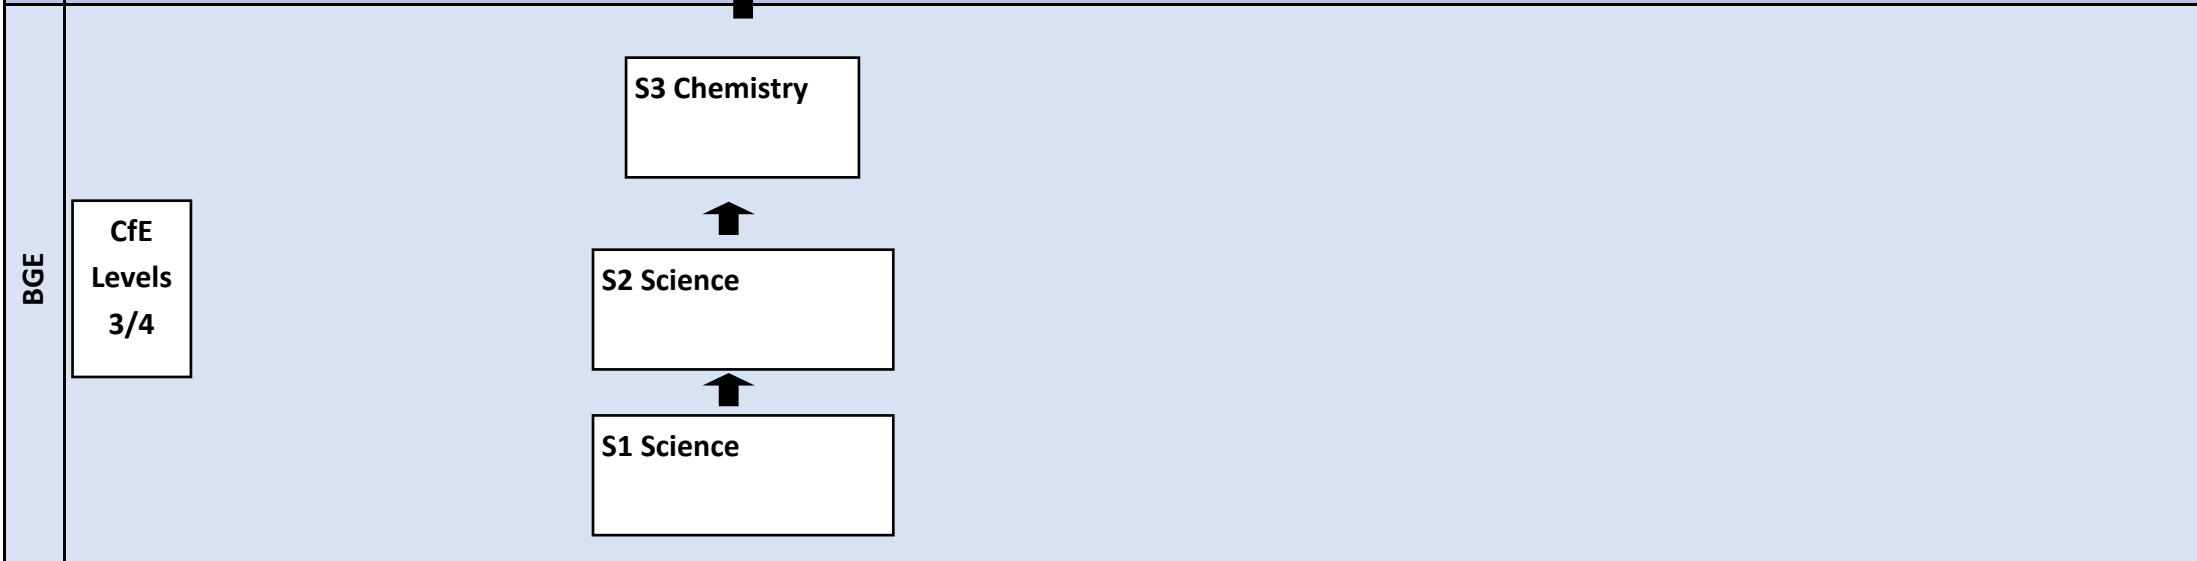 BGE
CfE
Levels
3/4
S3 Chemistry
S2 Science
S1 Science